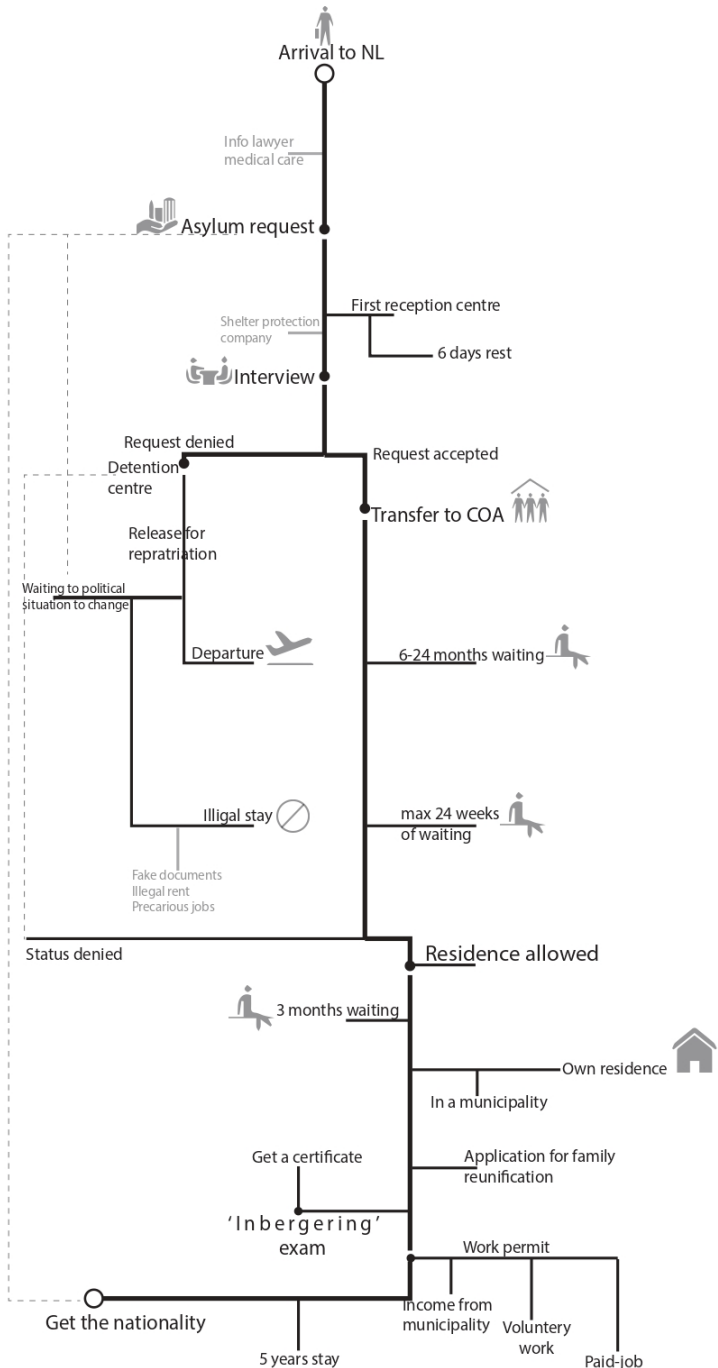 Arrival to NL
Info lawyer
medical care
Asylum request
First reception centre
Shelter protection
company
6 days rest
Interview
Request denied
Request accepted
Detention
centre
Transfer to COA
Release for
repratriation
Waiting to political
situation to change
Departure
6-24 months waiting
Illigal stay
max 24 weeks
of waiting
Fake documents
Illegal rent
Precarious jobs
Status denied
Residence allowed
3 months waiting
Own residence
In a municipality
Get a certificate
Application for family
reunification
'Inbergering'
exam
Work permit
Get the nationality
Income from
municipality
Voluntery
work
5 years stay
Paid-job